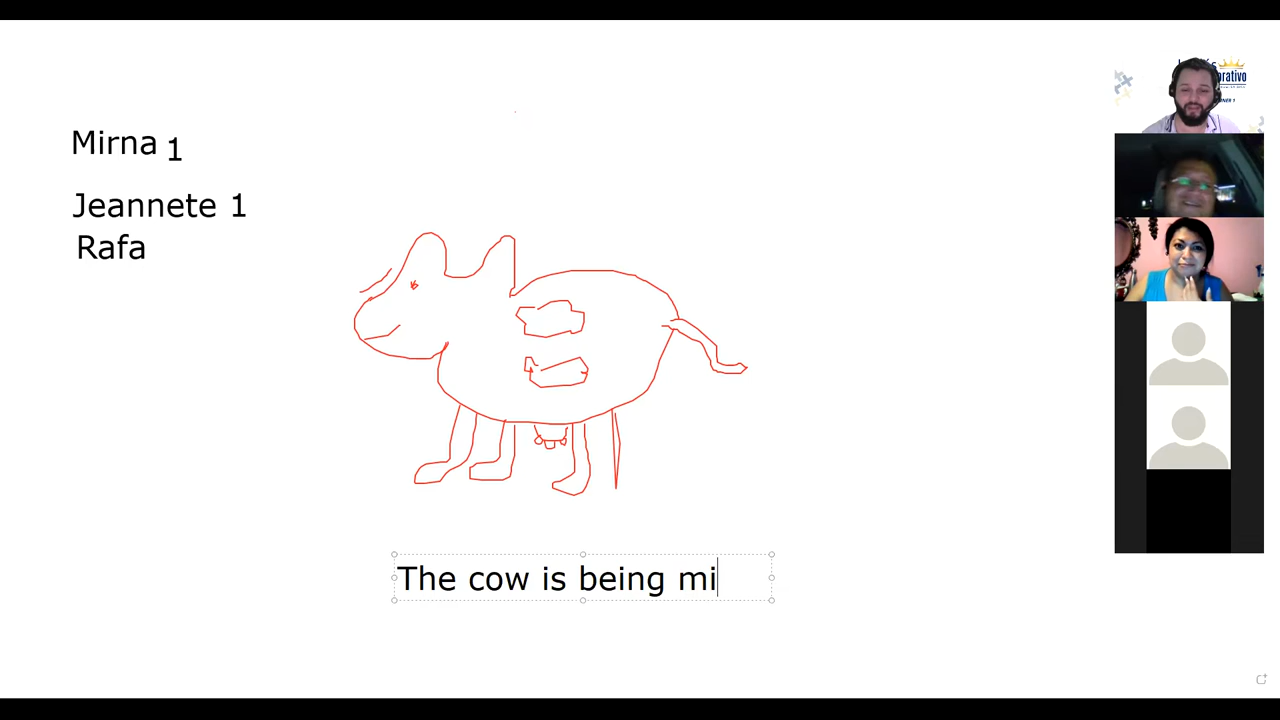 Mirna 1
Jeannete 1
Rafa
The cow is being mi